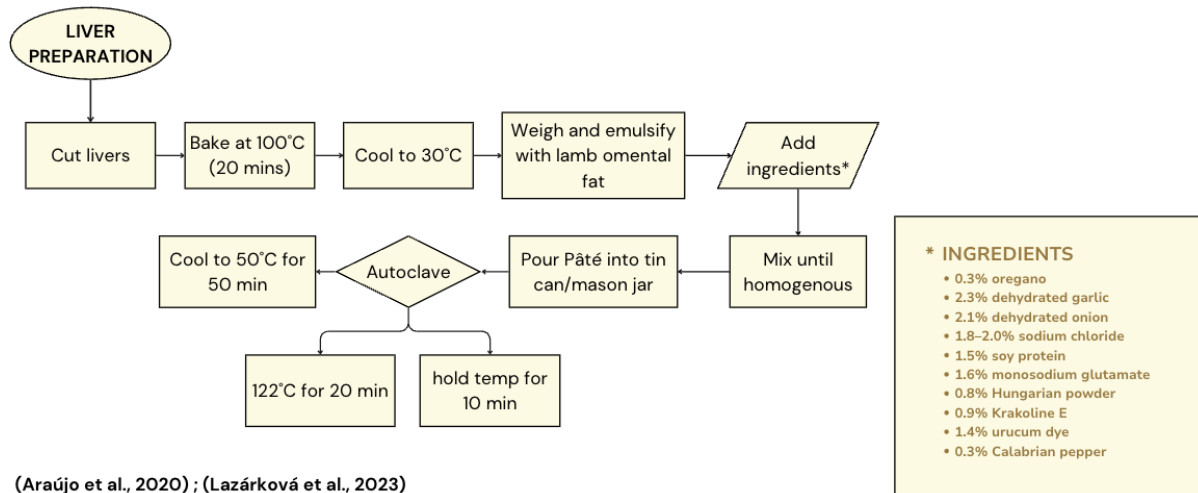 LIVER
PREPARATION
Cut livers
Bake at 100°C
(20 mins)
Cool to 30°C
Weigh and emulsify
with lamb omental
fat
Add
ingredients*
Mix until
homogenous
Pour Pâté into tin
can/mason jar
Autoclave
Cool to 50°C for
50 min
122°C for 20 min
hold temp for
10 min
* INGREDIENTS
• 0.3% oregano
• 2.3% dehydrated garlic
• 2.1% dehydrated onion
• 1.8–2.0% sodium chloride
• 1.5% soy protein
• 1.6% monosodium glutamate
• 0.8% Hungarian powder
• 0.9% Krakoline E
• 1.4% urucum dye
• 0.3% Calabrian pepper
(Araújo et al., 2020) ; (Lazárková et al., 2023)